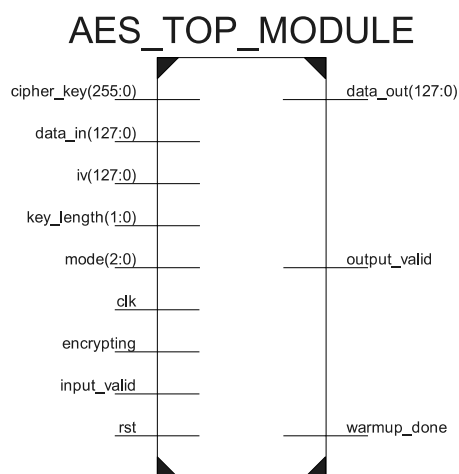 AES_TOP_MODULE
cipher_key(255:0)
data_out(127:0)
data_in(127:0)
iv(127:0)
key_length(1:0)
mode(2:0)
output_valid
clk
encrypting
input_valid
rst
warmup_done